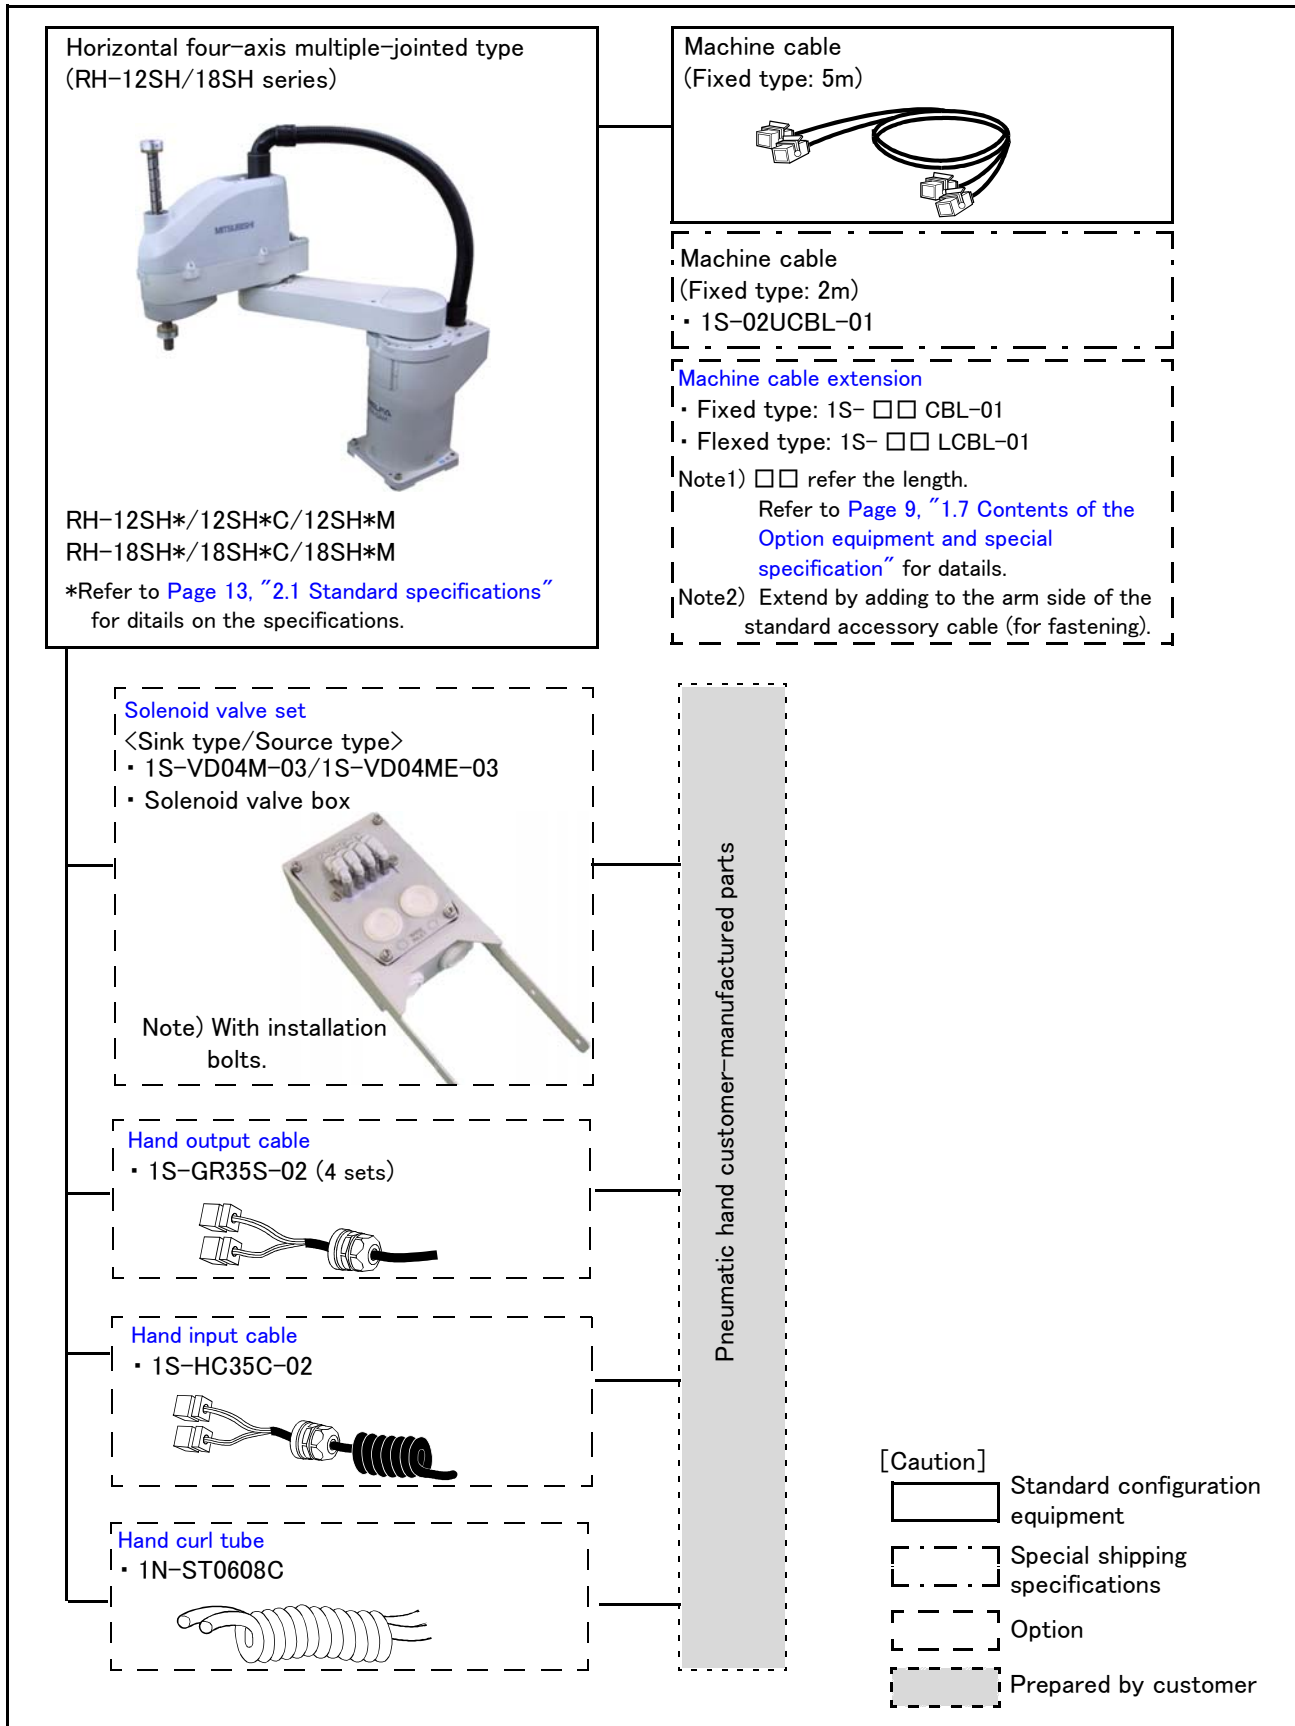 Horizontal four-axis multiple-jointed type
(RH-12SH/18SH series)
MITSUBISHI
RH-12SH*/12SH*C/12SH*M
RH-18SH*/18SH*C/18SH*M
*Refer to Page 13, "2.1 Standard specifications"
for ditails on the specifications.
Machine cable
(Fixed type: 5m)
Machine cable
(Fixed type: 2m)
・1S-02UCBL-01
Machine cable extension
・Fixed type: 1S- □□ CBL-01
・Flexed type: 1S- □□ LCBL-01
Note1) □□ refer the length.
Refer to Page 9, "1.7 Contents of the
Option equipment and special
specification" for datails.
Note2) Extend by adding to the arm side of the
standard accessory cable (for fastening).
Solenoid valve set
<Sink type/Source type>
・1S-VD04M-03/1S-VD04ME-03
・Solenoid valve box
Note) With installation
bolts.
Hand output cable
・1S-GR35S-02 (4 sets)
Hand input cable
・1S-HC35C-02
Hand curl tube
・1N-ST0608C
Pneumatic hand customer-manufactured parts
[Caution]
Standard configuration
equipment
Special shipping
specifications
Option
Prepared by customer